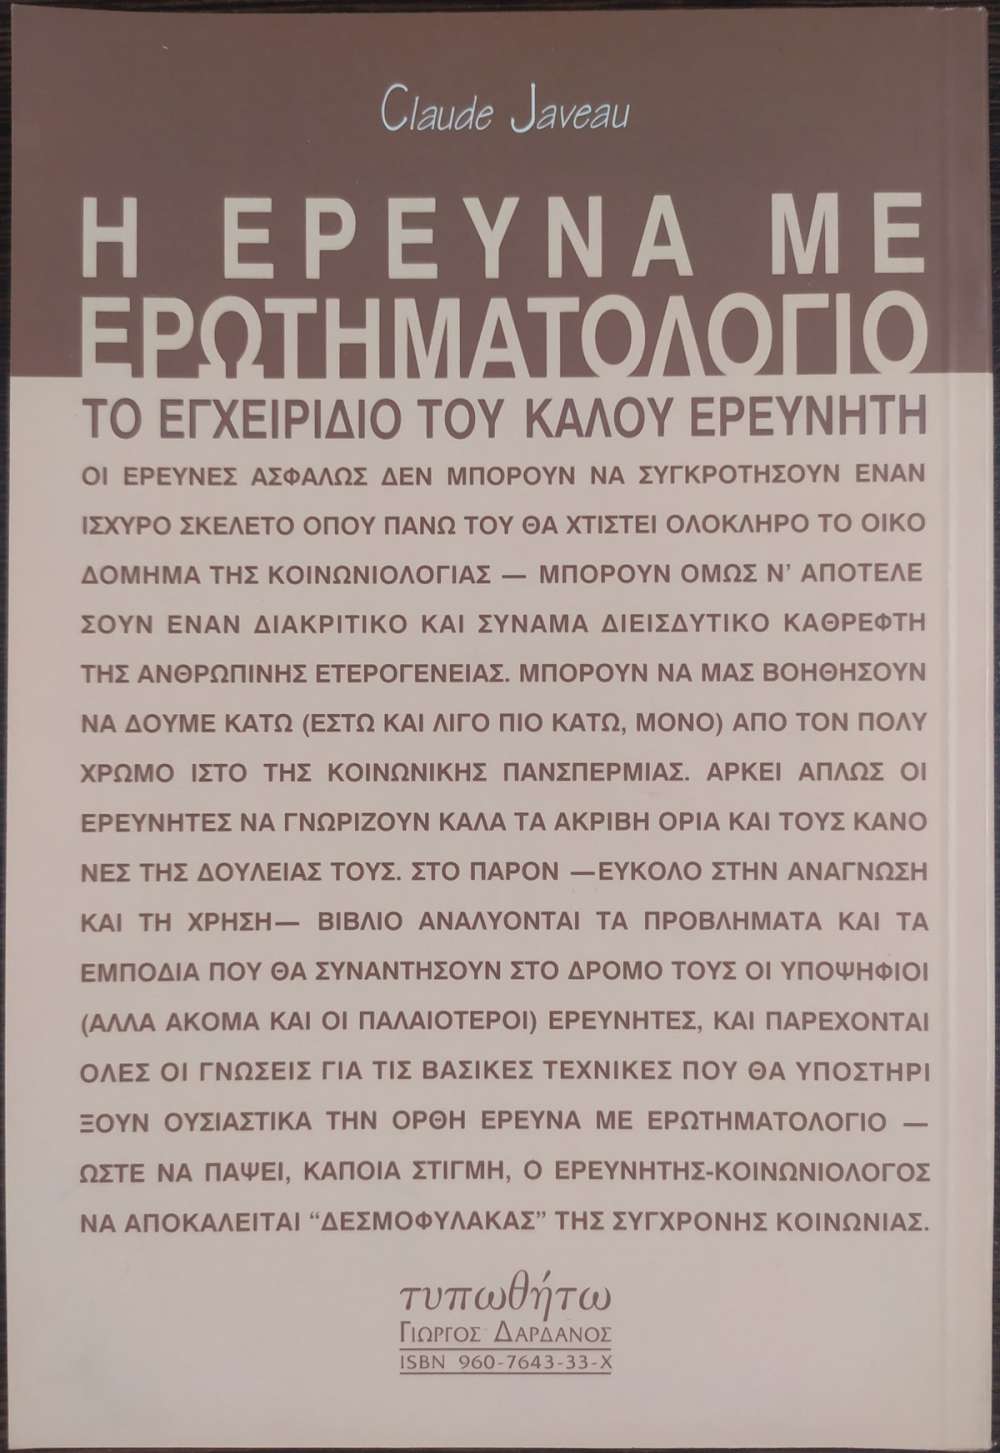 Claude Javeau
Η ΕΡΕΥΝΑ ΜΕ
ΕΡΩΤΗΜΑΤΟΛΟΓΙΟ
ΤΟ ΕΓΧΕΙΡΙΔΙΟ ΤΟΥ ΚΑΛΟΥ ΕΡΕΥΝΗΤΗ
ΟΙ ΕΡΕΥΝΕΣ ΑΣΦΑΛΩΣ ΔΕΝ ΜΠΟΡΟΥΝ ΝΑ ΣΥΓΚΡΟΤΗΣΟΥΝ ΕΝΑΝ
ΙΣΧΥΡΟ ΣΚΕΛΕΤΟ ΟΠΟΥ ΠΑΝΩ ΤΟΥ ΘΑ ΧΤΙΣΤΕΙ ΟΛΟΚΛΗΡΟ ΤΟ ΟΙΚΟ
ΔΟΜΗΜΑ ΤΗΣ ΚΟΙΝΩΝΙΟΛΟΓΙΑΣ — ΜΠΟΡΟΥΝ ΟΜΩΣ Ν' ΑΠΟΤΕΛΕ
ΣΟΥΝ ΕΝΑΝ ΔΙΑΚΡΙΤΙΚΟ ΚΑΙ ΣΥΝΑΜΑ ΔΙΕΙΣΔΥΤΙΚΟ ΚΑΘΡΕΦΤΗ
ΤΗΣ ΑΝΘΡΩΠΙΝΗΣ ΕΤΕΡΟΓΕΝΕΙΑΣ. ΜΠΟΡΟΥΝ ΝΑ ΜΑΣ ΒΟΗΘΗΣΟΥΝ
ΝΑ ΔΟΥΜΕ ΚΑΤΩ (ΕΣΤΩ ΚΑΙ ΛΙΓΟ ΠΙΟ ΚΑΤΩ, ΜΟΝΟ) ΑΠΟ ΤΟΝ ΠΟΛΥ
ΧΡΩΜΟ ΙΣΤΟ ΤΗΣ ΚΟΙΝΩΝΙΚΗΣ ΠΑΝΣΠΕΡΜΙΑΣ. ΑΡΚΕΙ ΑΠΛΩΣ ΟΙ
ΕΡΕΥΝΗΤΕΣ ΝΑ ΓΝΩΡΙΖΟΥΝ ΚΑΛΑ ΤΑ ΑΚΡΙΒΗ ΟΡΙΑ ΚΑΙ ΤΟΥΣ ΚΑΝΟ
ΝΕΣ ΤΗΣ ΔΟΥΛΕΙΑΣ ΤΟΥΣ. ΣΤΟ ΠΑΡΟΝ —ΕΥΚΟΛΟ ΣΤΗΝ ΑΝΑΓΝΩΣΗ
ΚΑΙ ΤΗ ΧΡΗΣΗ— ΒΙΒΛΙΟ ΑΝΑΛΥΟΝΤΑΙ ΤΑ ΠΡΟΒΛΗΜΑΤΑ ΚΑΙ ΤΑ
ΕΜΠΟΔΙΑ ΠΟΥ ΘΑ ΣΥΝΑΝΤΗΣΟΥΝ ΣΤΟ ΔΡΟΜΟ ΤΟΥΣ ΟΙ ΥΠΟΨΗΦΙΟΙ
(ΑΛΛΑ ΑΚΟΜΑ ΚΑΙ ΟΙ ΠΑΛΑΙΟΤΕΡΟΙ) ΕΡΕΥΝΗΤΕΣ, ΚΑΙ ΠΑΡΕΧΟΝΤΑΙ
ΟΛΕΣ ΟΙ ΓΝΩΣΕΙΣ ΓΙΑ ΤΙΣ ΒΑΣΙΚΕΣ ΤΕΧΝΙΚΕΣ ΠΟΥ ΘΑ ΥΠΟΣΤΗΡΙ
ΞΟΥΝ ΟΥΣΙΑΣΤΙΚΑ ΤΗΝ ΟΡΘΗ ΕΡΕΥΝΑ ΜΕ ΕΡΩΤΗΜΑΤΟΛΟΓΙΟ —
ΩΣΤΕ ΝΑ ΠΑΨΕΙ, ΚΑΠΟΙΑ ΣΤΙΓΜΗ, Ο ΕΡΕΥΝΗΤΗΣ-ΚΟΙΝΩΝΙΟΛΟΓΟΣ
ΝΑ ΑΠΟΚΑΛΕΙΤΑΙ “ΔΕΣΜΟΦΥΛΑΚΑΣ” ΤΗΣ ΣΥΓΧΡΟΝΗΣ ΚΟΙΝΩΝΙΑΣ.
τυπωθήτω
ΓΙΩΡΓΟΣ ΔΑΡΔΑΝΟΣ
ISBN 960-7643-33-X